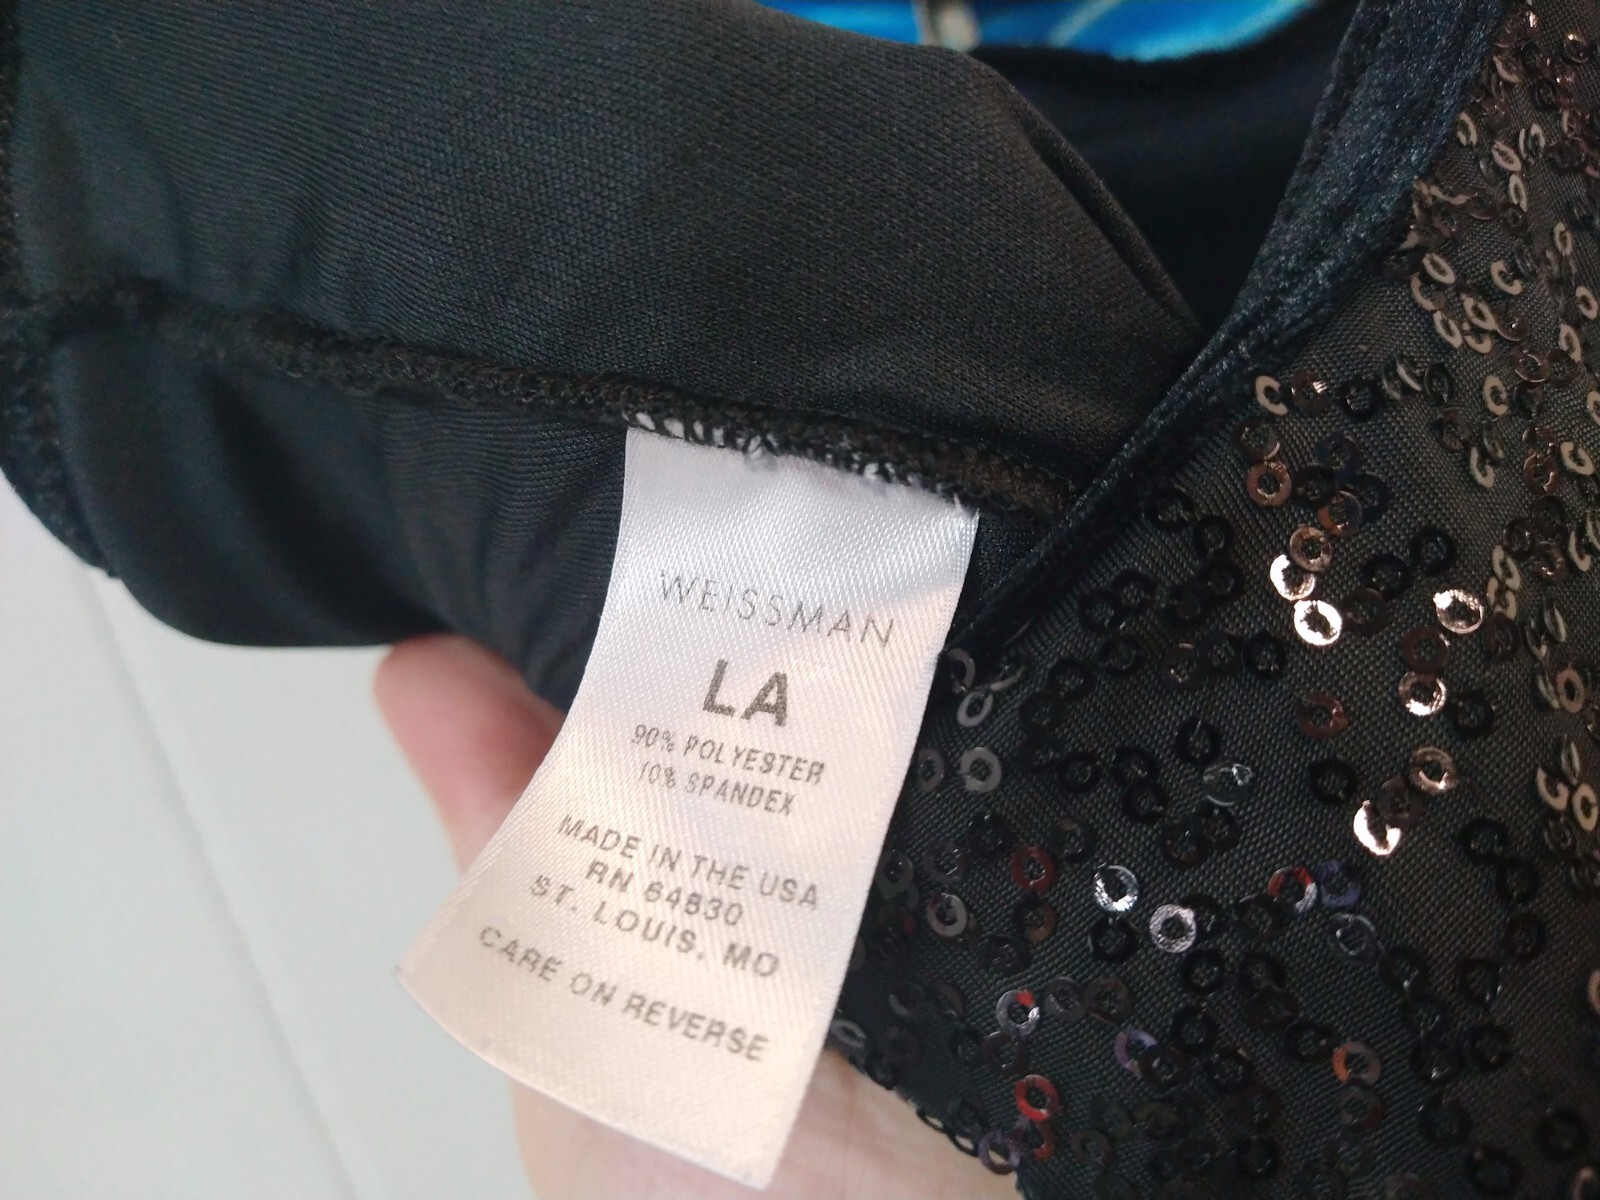 WEISSMAN
LA
90% POLYESTER
10% SPANDEX
MADE IN THE USA
RN 64830
ST. LOUIS, MO
CARE ON REVERSE